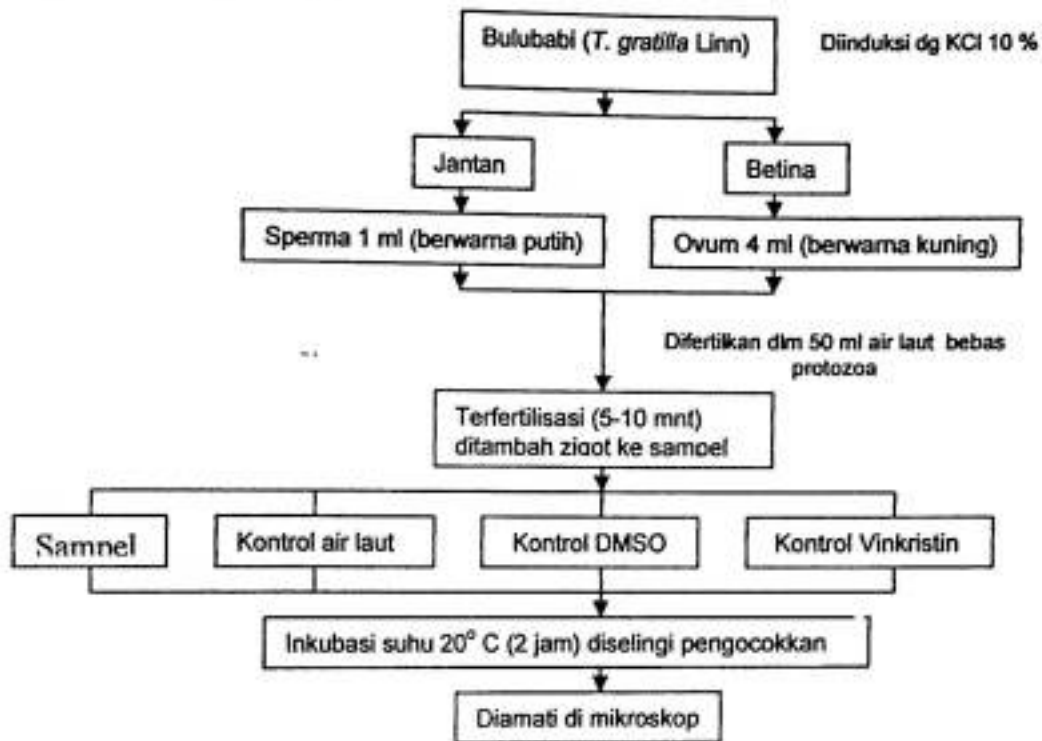 Bulubabi (T. gratilla Linn)
Diinduksi dg KCl 10 %
Jantan
Betina
Sperma 1 ml (berwarna putih)
Ovum 4 ml (berwarna kuning)
Difertilkan dlm 50 ml air laut bebas
protozoa
Terfertilisasi (5-10 mnt)
ditambah zigot ke sampel
Sampel
Kontrol air laut
Kontrol DMSO
Kontrol Vinkristin
Inkubasi suhu 20° C (2 jam) diselingi pengocokkan
Diamati di mikroskop